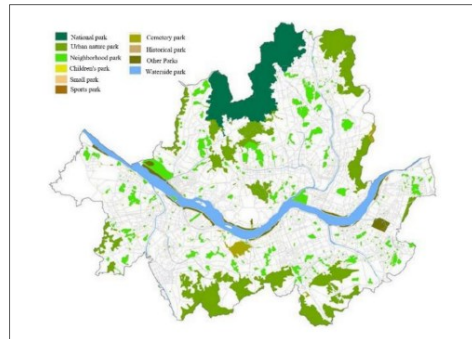 National park
Urban nature park
Neighborhood park
Children's park
Small park
Sports park
Cemetery park
Historical park
Other Parks
Waterside park